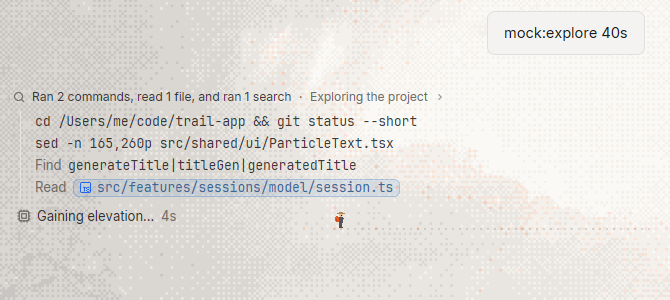 mock:explore 40s
Ran 2 commands, read 1 file, and ran 1 search · Exploring the project >
cd /Users/me/code/trail-app && git status --short
sed -n 165,260p src/shared/ui/ParticleText.tsx
Find generateTitle|titleGen|generatedTitle
Read TS src/features/sessions/model/session.ts
Gaining elevation... 4s